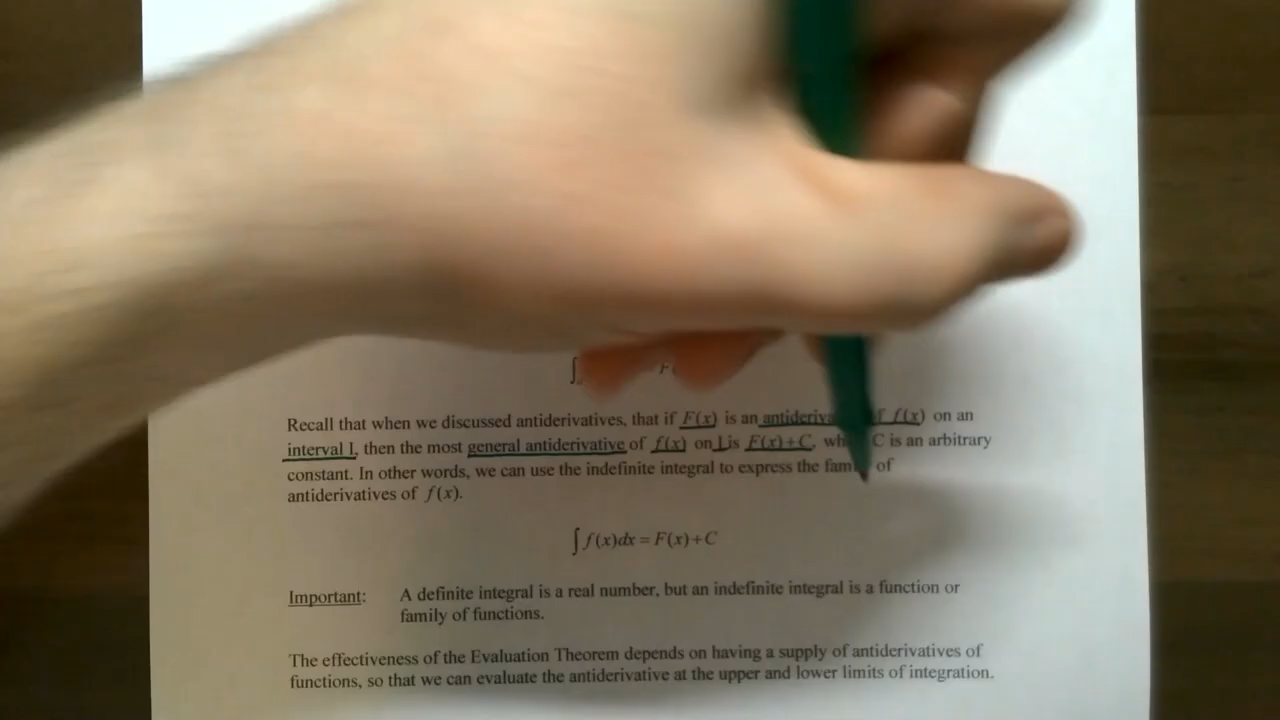 ∫ F(
Recall that when we discussed antiderivatives, that if F(x) is an f(x) on an
interval I, then the most general antiderivative of f(x) on I is F(x)+C, C is an arbitrary
constant. In other words, we can use the indefinite integral to express the of
antiderivatives of f(x).
∫ f(x)dx = F(x)+C
Important: A definite integral is a real number, but an indefinite integral is a function or
family of functions.
The effectiveness of the Evaluation Theorem depends on having a supply of antiderivatives of
functions, so that we can evaluate the antiderivative at the upper and lower limits of integration.